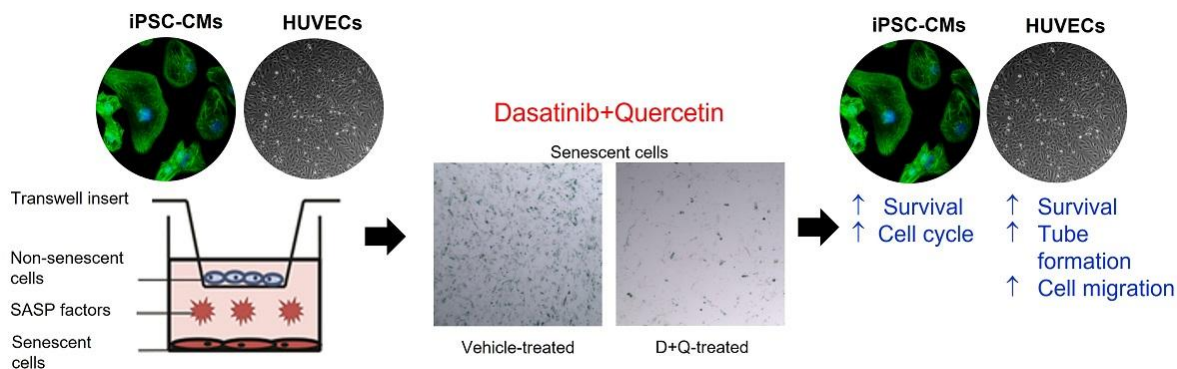 iPSC-CMs
HUVECs
Transwell insert
Non-senescent
cells
SASP factors
Senescent
cells
Dasatinib+Quercetin
Senescent cells
Vehicle-treated
D+Q-treated
iPSC-CMs
HUVECs
↑ Survival
↑ Cell cycle
↑ Survival
↑ Tube
formation
↑ Cell migration